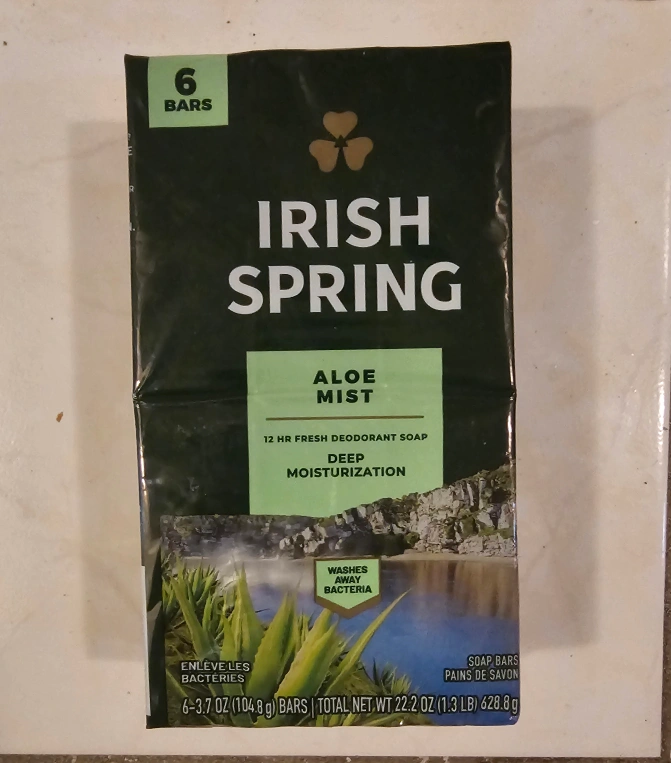 6
BARS
IRISH
SPRING
ALOE
MIST
12 HR FRESH DEODORANT SOAP
DEEP
MOISTURIZATION
WASHES
AWAY
BACTERIA
ENLÈVE LES
BACTÉRIES
SOAP BARS
PAINS DE SAVON
6–3.7 OZ (104.8 g) BARS | TOTAL NET WT 22.2 OZ (1.3 LB) 628.8 g